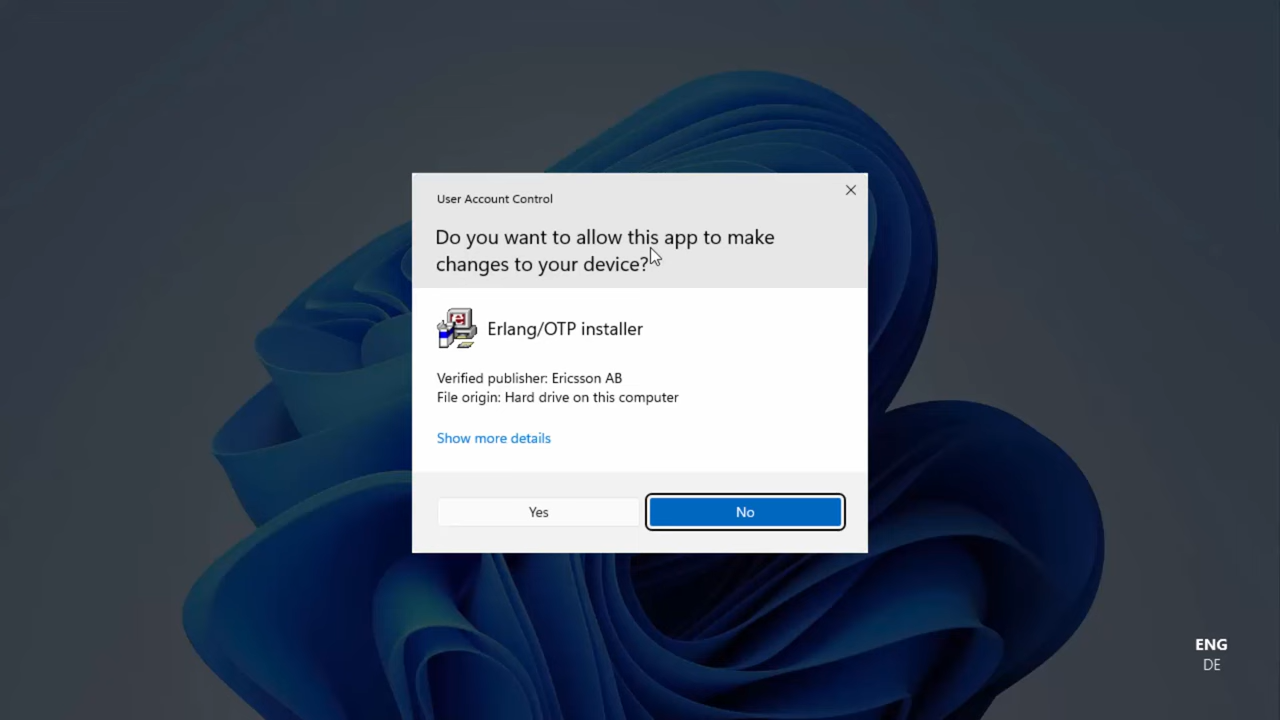 User Account Control
Do you want to allow this app to make
changes to your device?
Erlang/OTP installer
Verified publisher: Ericsson AB
File origin: Hard drive on this computer
Show more details
Yes
No
ENG
DE